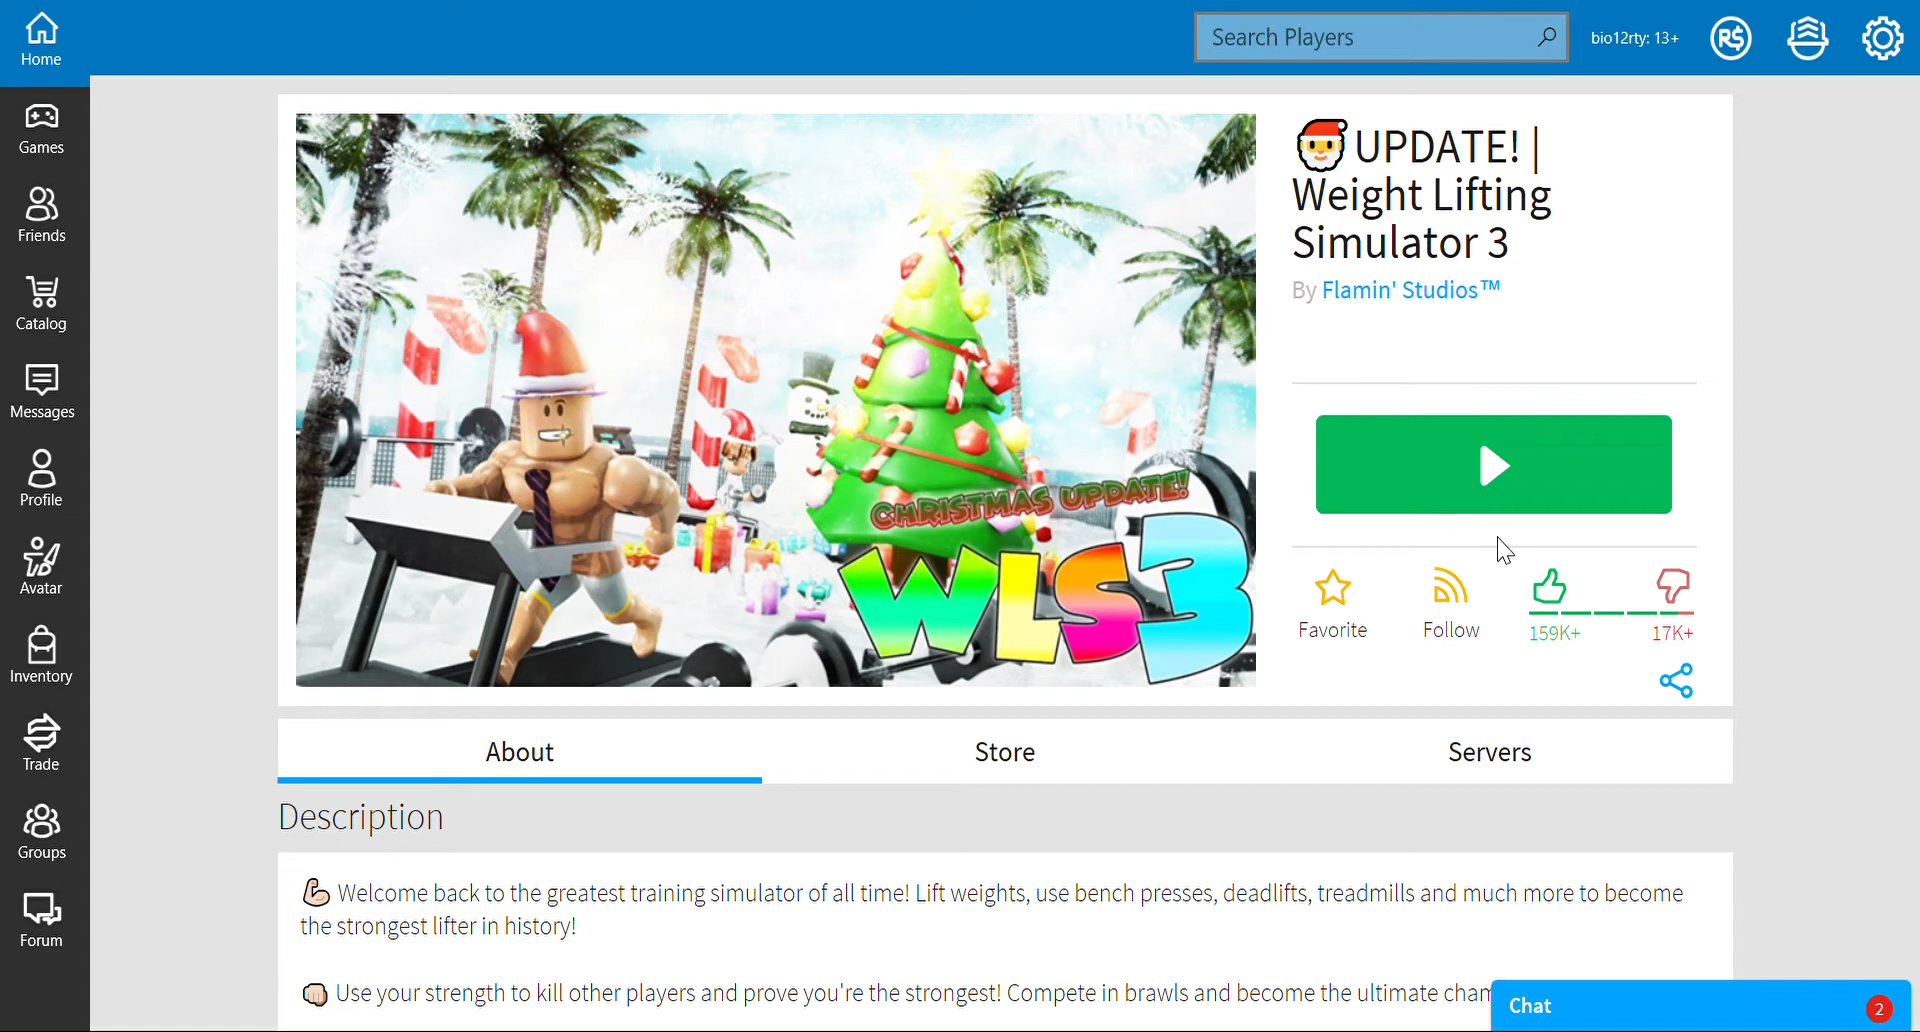 Home
Search Players
bio12rty: 13+
R$
Games
Friends
Catalog
Messages
Profile
Avatar
Inventory
Trade
Groups
Forum
CHRISTMAS UPDATE!
WLS3
UPDATE! |
Weight Lifting
Simulator 3
By Flamin' Studios™
Favorite
Follow
159K+
17K+
About
Store
Servers
Description
Welcome back to the greatest training simulator of all time! Lift weights, use bench presses, deadlifts, treadmills and much more to become
the strongest lifter in history!
Use your strength to kill other players and prove you're the strongest! Compete in brawls and become the ultimate cham
Chat
2